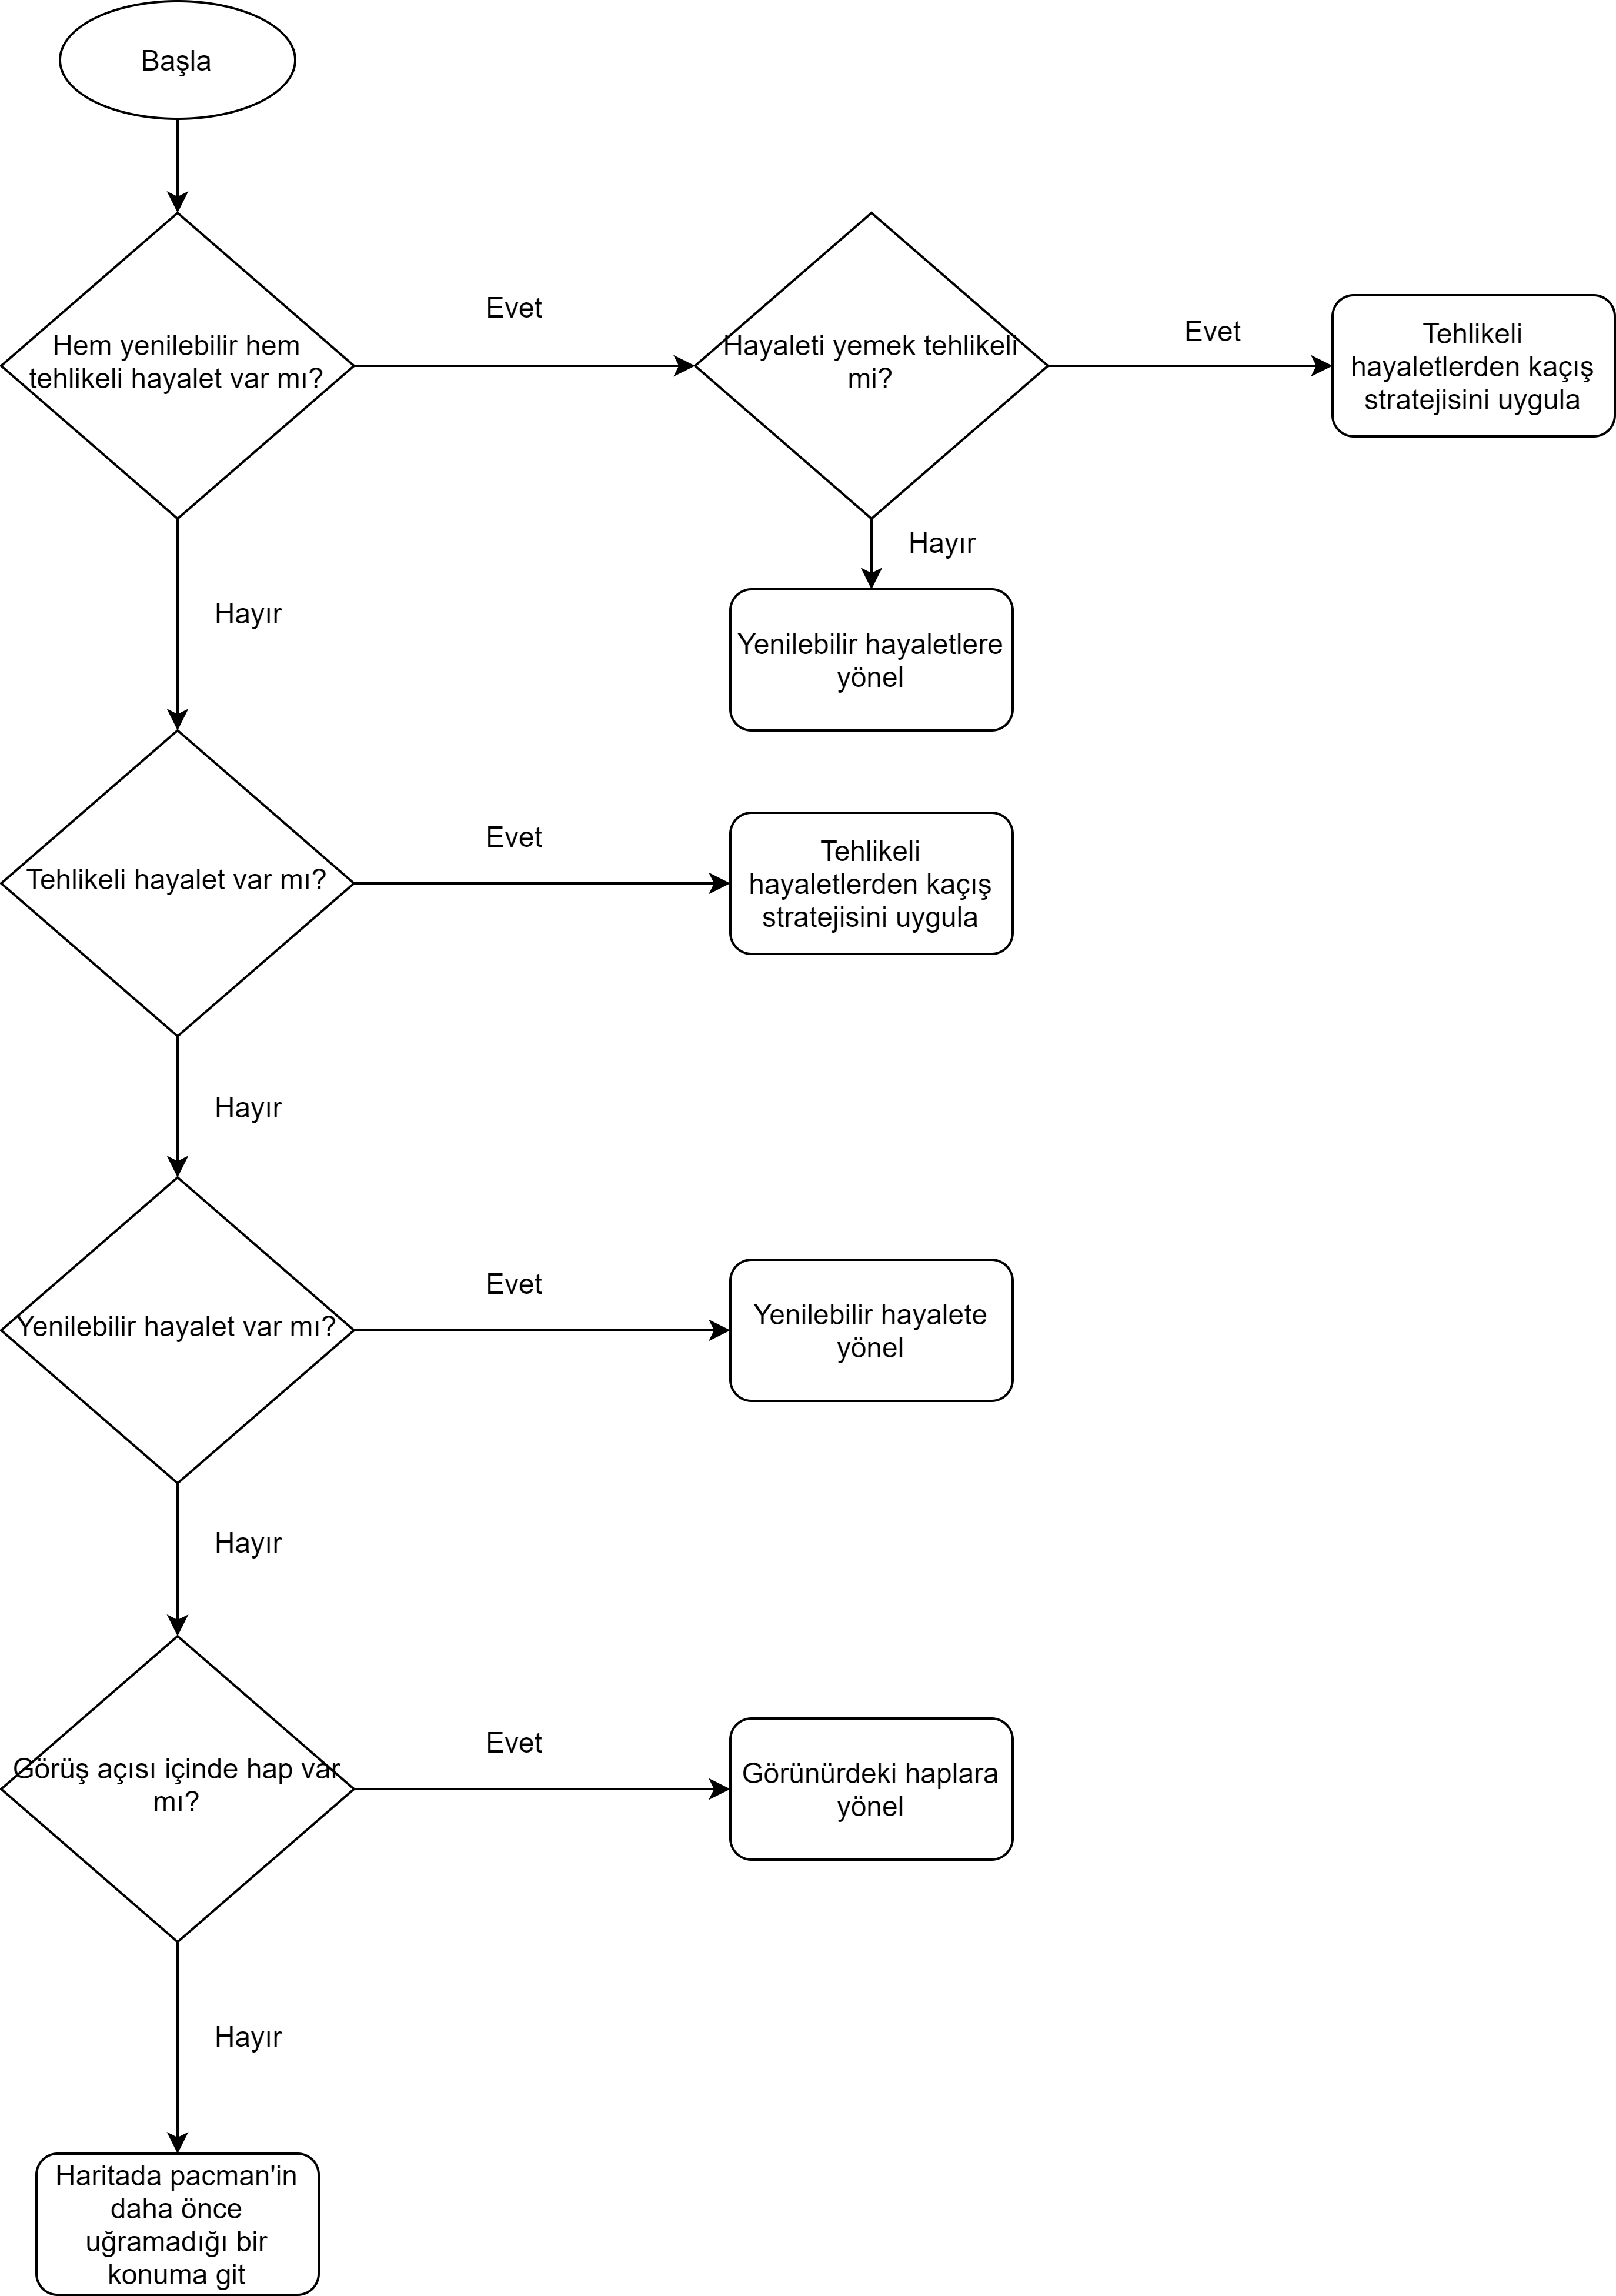 Başla
Hem yenilebilir hem
tehlikeli hayalet var mı?
Evet
Hayaleti yemek tehlikeli
mi?
Evet
Tehlikeli
hayaletlerden kaçış
stratejisini uygula
Hayır
Yenilebilir hayaletlere
yönel
Hayır
Tehlikeli hayalet var mı?
Evet
Tehlikeli
hayaletlerden kaçış
stratejisini uygula
Hayır
Yenilebilir hayalet var mı?
Evet
Yenilebilir hayalete
yönel
Hayır
Görüş açısı içinde hap var
mı?
Evet
Görünürdeki haplara
yönel
Hayır
Haritada pacman'in
daha önce
uğramadığı bir
konuma git